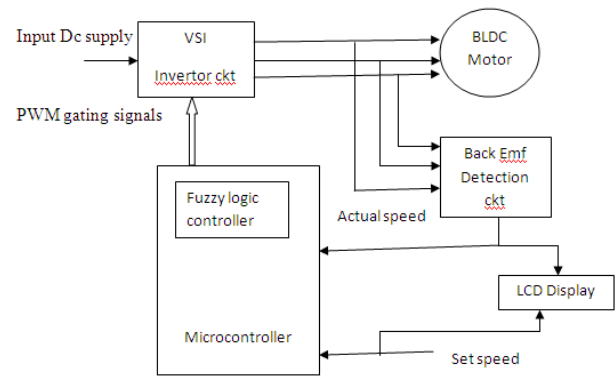 Input Dc supply
VSI
Invertor ckt
BLDC
Motor
PWM gating signals
Back Emf
Detection
ckt
Fuzzy logic
controller
Actual speed
LCD Display
Microcontroller
Set speed